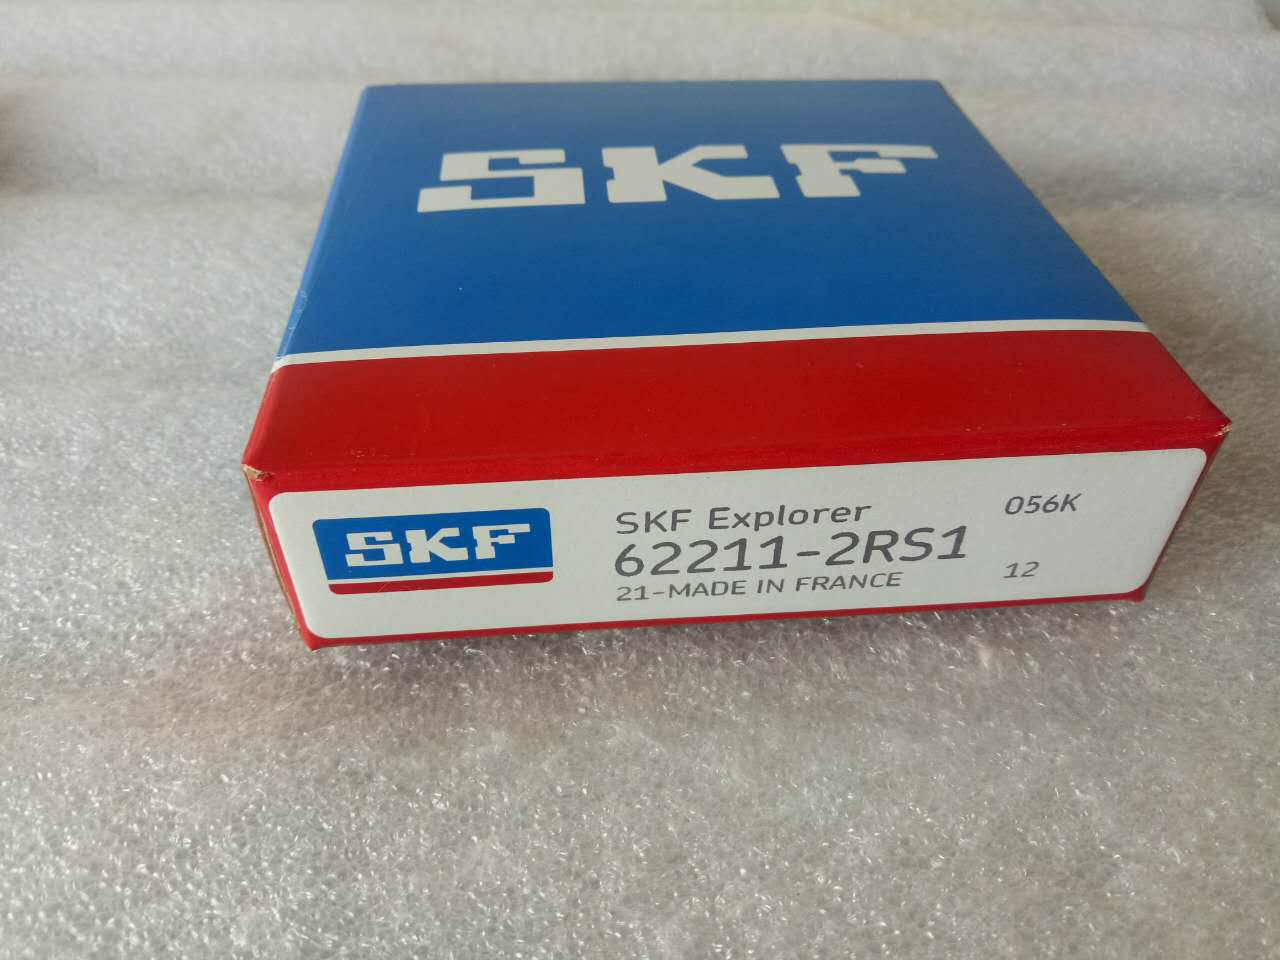 SKF
SKF
SKF Explorer
056K
62211-2RS1
21-MADE IN FRANCE
12